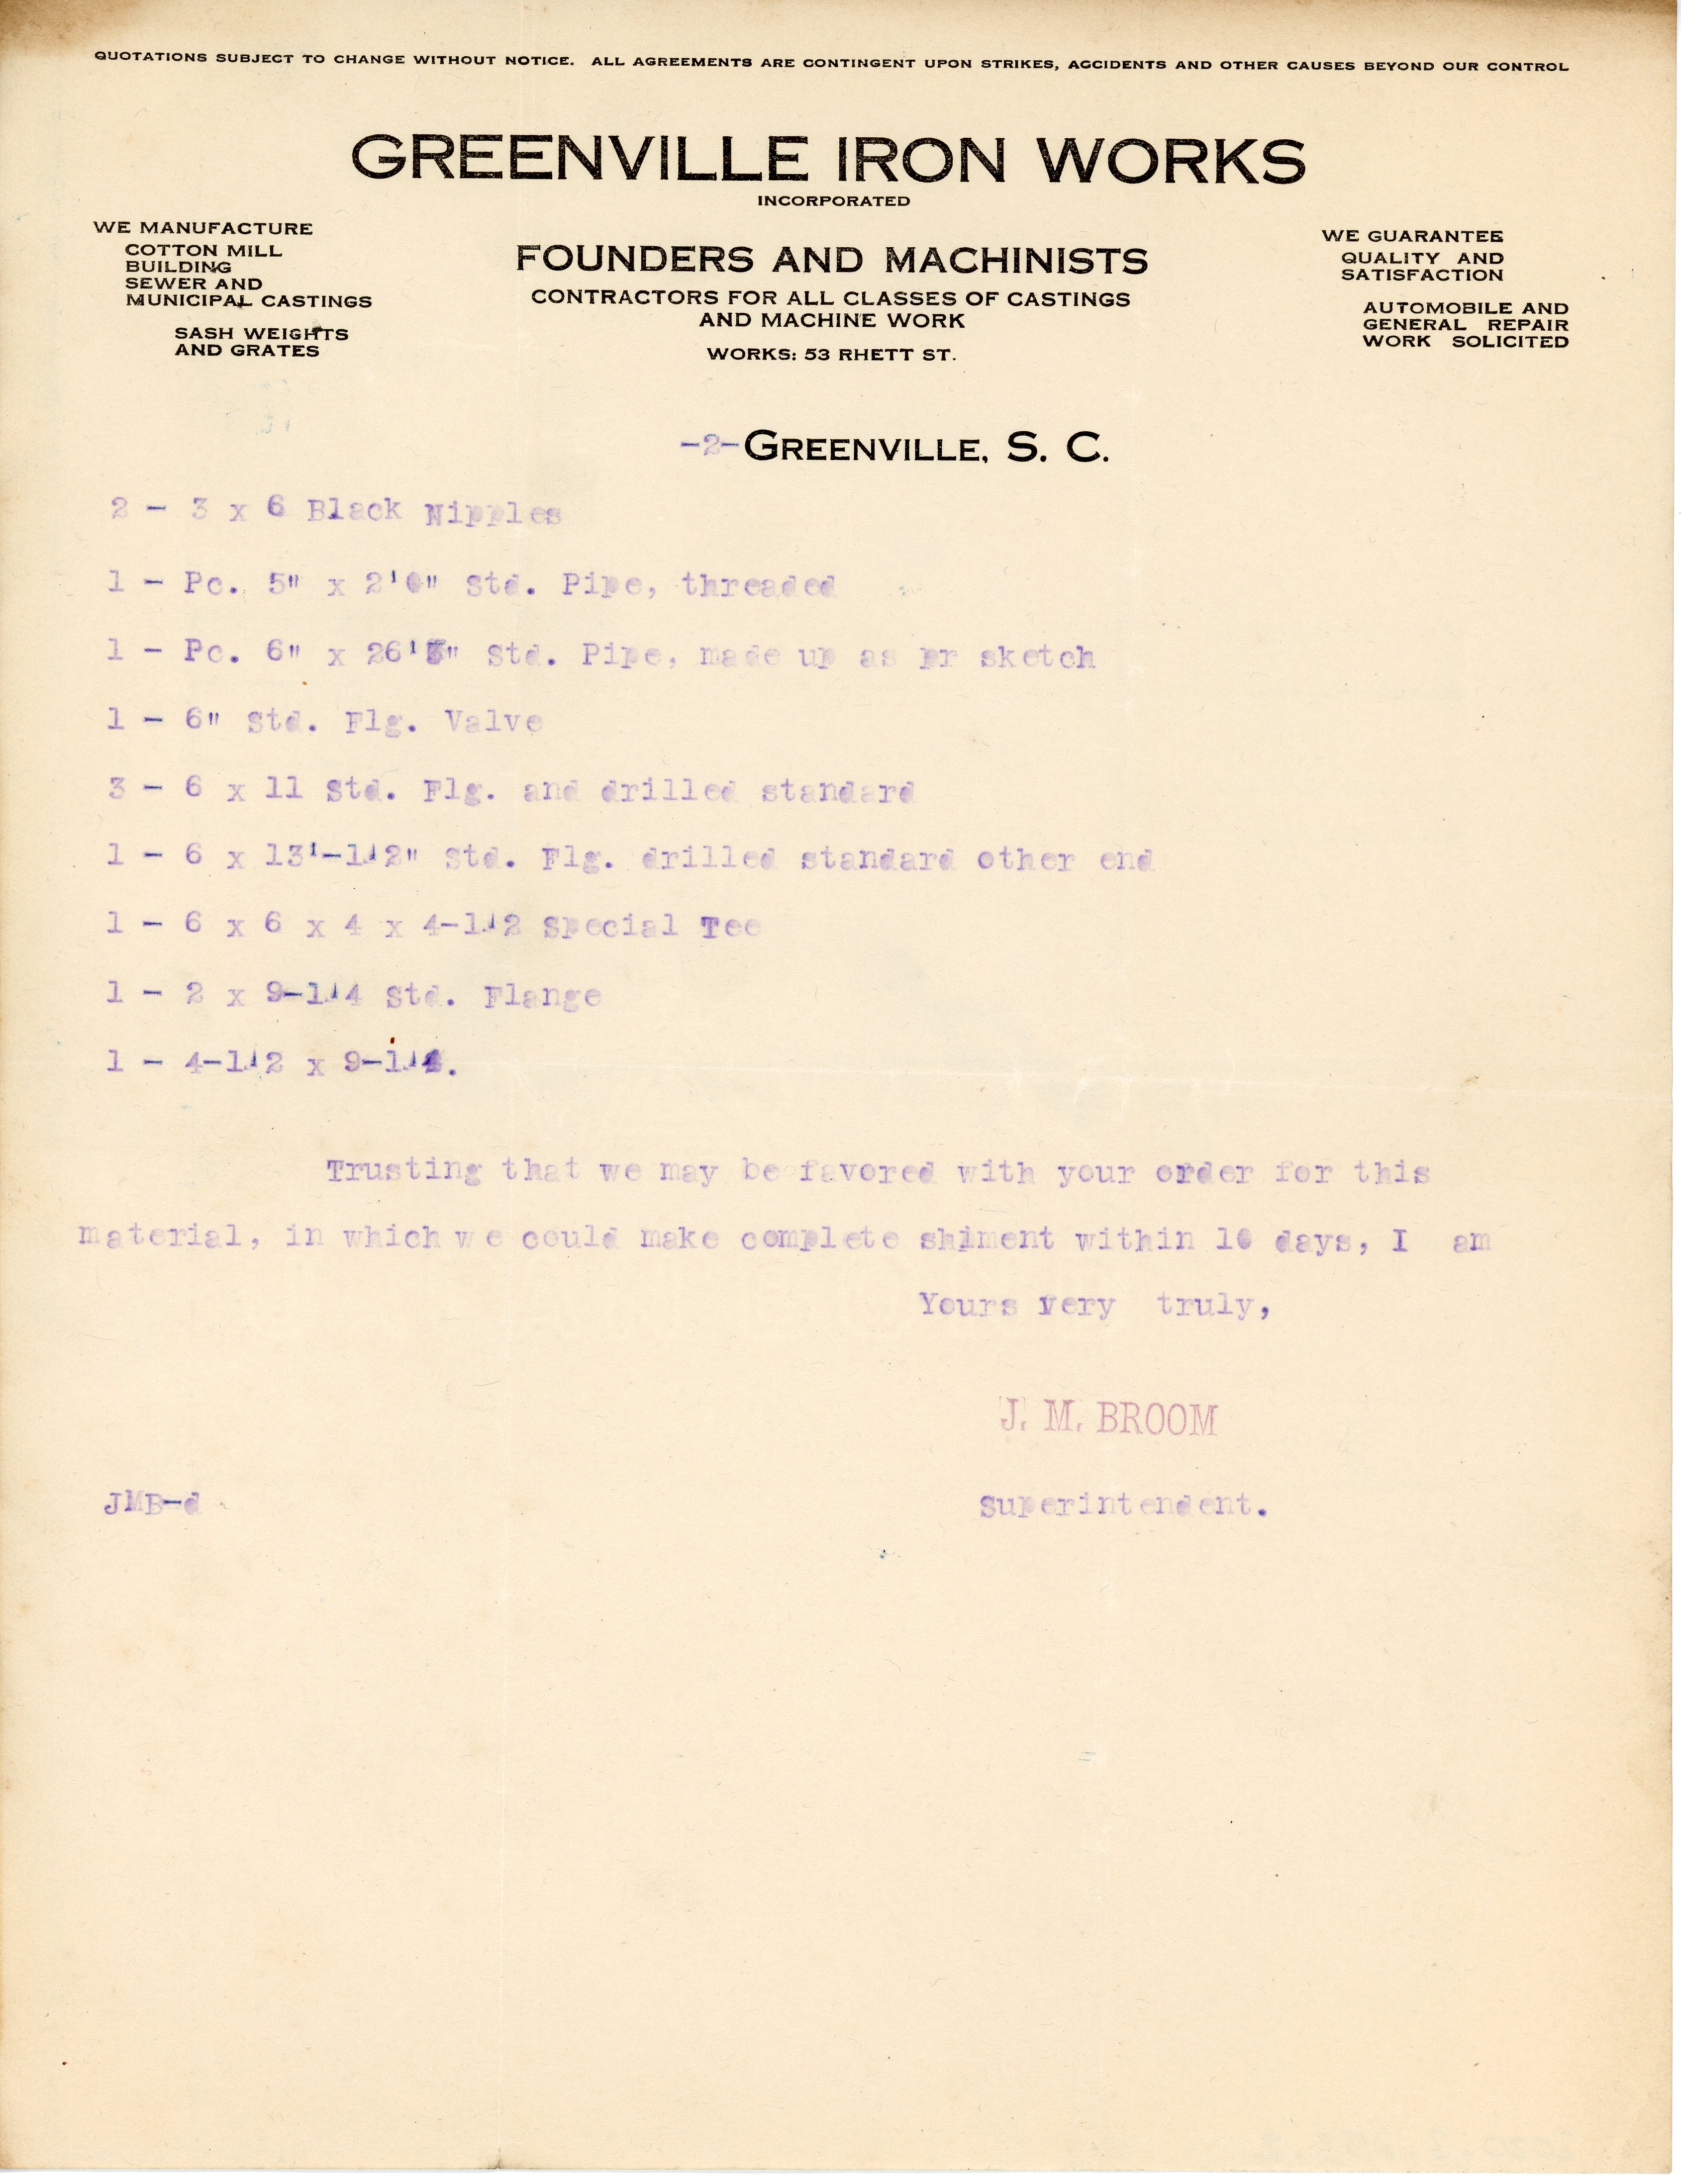 QUOTATIONS SUBJECT TO CHANGE WITHOUT NOTICE. ALL AGREEMENTS ARE CONTINGENT UPON STRIKES, ACCIDENTS AND OTHER CAUSES BEYOND OUR CONTROL
GREENVILLE IRON WORKS
INCORPORATED
WE MANUFACTURE
COTTON MILL
BUILDING
SEWER AND
MUNICIPAL CASTINGS
SASH WEIGHTS
AND GRATES
FOUNDERS AND MACHINISTS
CONTRACTORS FOR ALL CLASSES OF CASTINGS
AND MACHINE WORK
WORKS: 53 RHETT ST.
WE GUARANTEE
QUALITY AND
SATISFACTION
AUTOMOBILE AND
GENERAL REPAIR
WORK SOLICITED
-2- GREENVILLE, S. C.
2 - 3 x 6 Black Nipples
1 - Pc. 5" x 2'0" Std. Pipe, threaded
1 - Pc. 6" x 26'3" Std. Pipe, made up as pr sketch
1 - 6" Std. Flg. Valve
3 - 6 x 11 Std. Flg. and drilled standard
1 - 6 x 13'-1/2" Std. Flg. drilled standard other end
1 - 6 x 6 x 4 x 4-1/2 Special Tee
1 - 2 x 9-1/4 Std. Flange
1 - 4-1/2 x 9-1/4.
Trusting that we may be favored with your order for this
material, in which we could make complete shiment within 10 days, I am
Yours very truly,
J. M. BROOM
JMB-d
Superintendent.